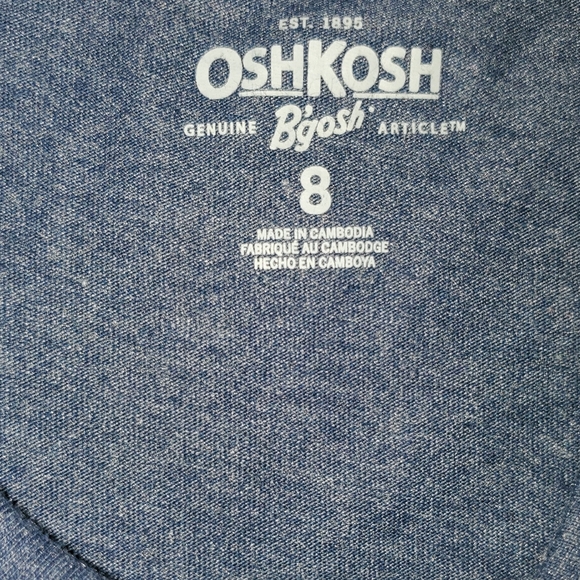 EST. 1895
OSHKOSH
GENUINE B'gosh® ARTICLE™
8
MADE IN CAMBODIA
FABRIQUÉ AU CAMBODGE
HECHO EN CAMBOYA